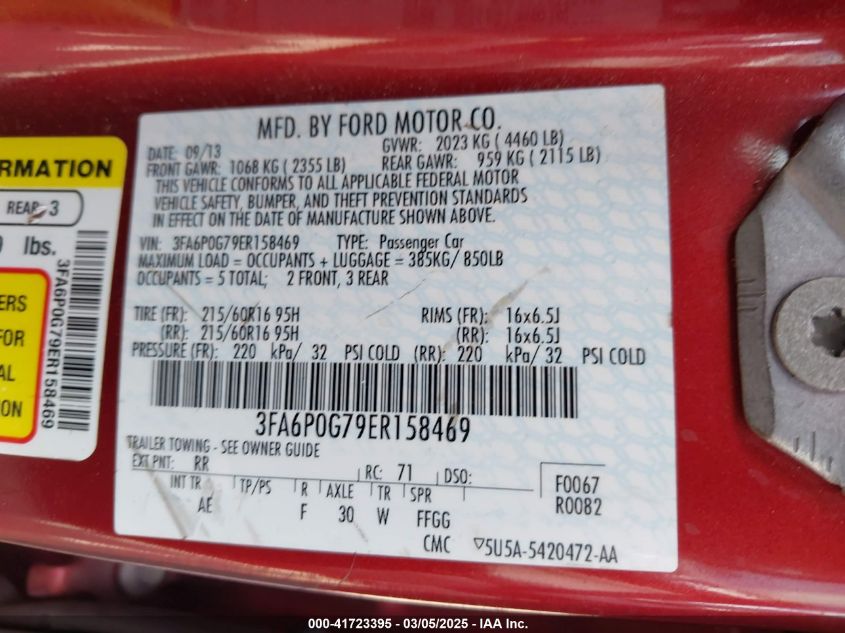 MFD. BY FORD MOTOR CO.
DATE: 09/13 GVWR: 2023 KG ( 4460 LB)
FRONT GAWR: 1068 KG ( 2355 LB) REAR GAWR: 959 KG ( 2115 LB)
THIS VEHICLE CONFORMS TO ALL APPLICABLE FEDERAL MOTOR
VEHICLE SAFETY, BUMPER, AND THEFT PREVENTION STANDARDS
IN EFFECT ON THE DATE OF MANUFACTURE SHOWN ABOVE.
VIN: 3FA6P0G79ER158469 TYPE: Passenger Car
MAXIMUM LOAD = OCCUPANTS + LUGGAGE = 385KG/ 850LB
OCCUPANTS = 5 TOTAL; 2 FRONT, 3 REAR
TIRE (FR): 215/60R16 95H RIMS (FR): 16x6.5J
(RR): 215/60R16 95H (RR): 16x6.5J
PRESSURE (FR): 220 kPa/ 32 PSI COLD (RR): 220 kPa/ 32 PSI COLD
3FA6P0G79ER158469
TRAILER TOWING - SEE OWNER GUIDE
EXT PNT: RR RC: 71 DSO: F0067
INT TR TP/PS R AXLE TR SPR R0082
AE F 30 W FFGG
CMC ▽5U5A-5420472-AA
RMATION
REAR 3
lbs.
ERS
FOR
AL
ION
3FA6P0G79ER158469
000-41723395 — 03/05/2025 — IAA Inc.